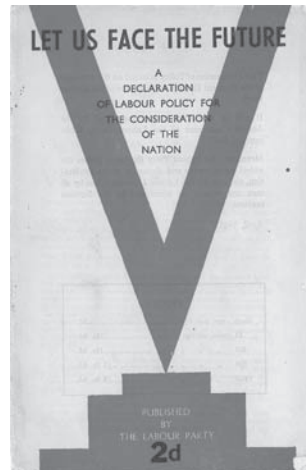 LET US FACE THE FUTURE
A
DECLARATION
OF LABOUR POLICY FOR
THE CONSIDERATION
OF THE
NATION
PUBLISHED
BY
THE LABOUR PARTY
2d